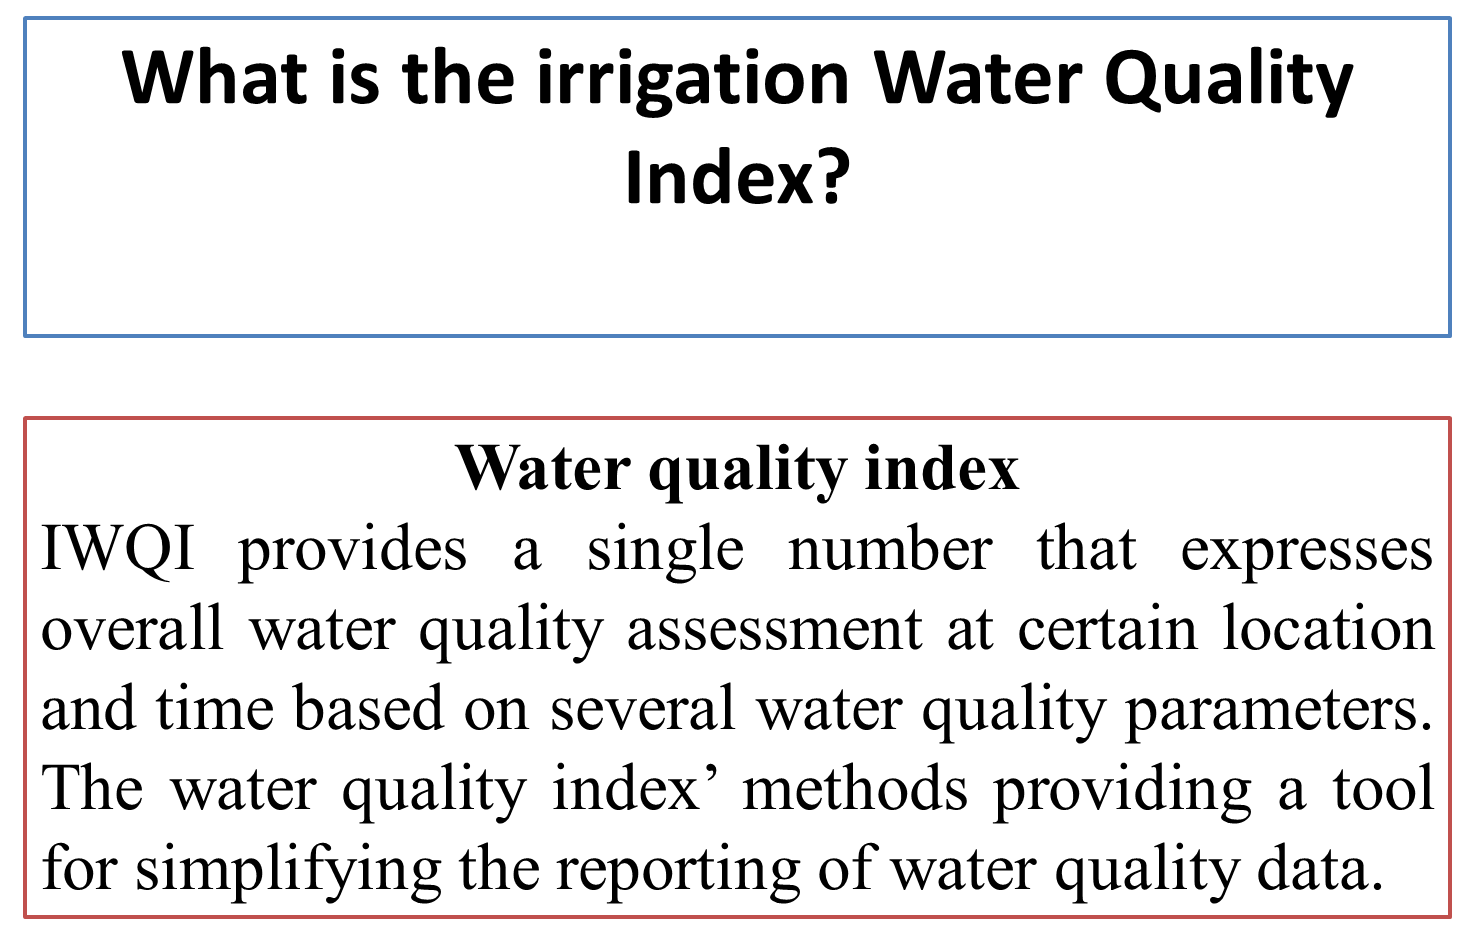 What is the irrigation Water Quality
Index?
Water quality index
IWQI provides a single number that expresses
overall water quality assessment at certain location
and time based on several water quality parameters.
The water quality index’ methods providing a tool
for simplifying the reporting of water quality data.